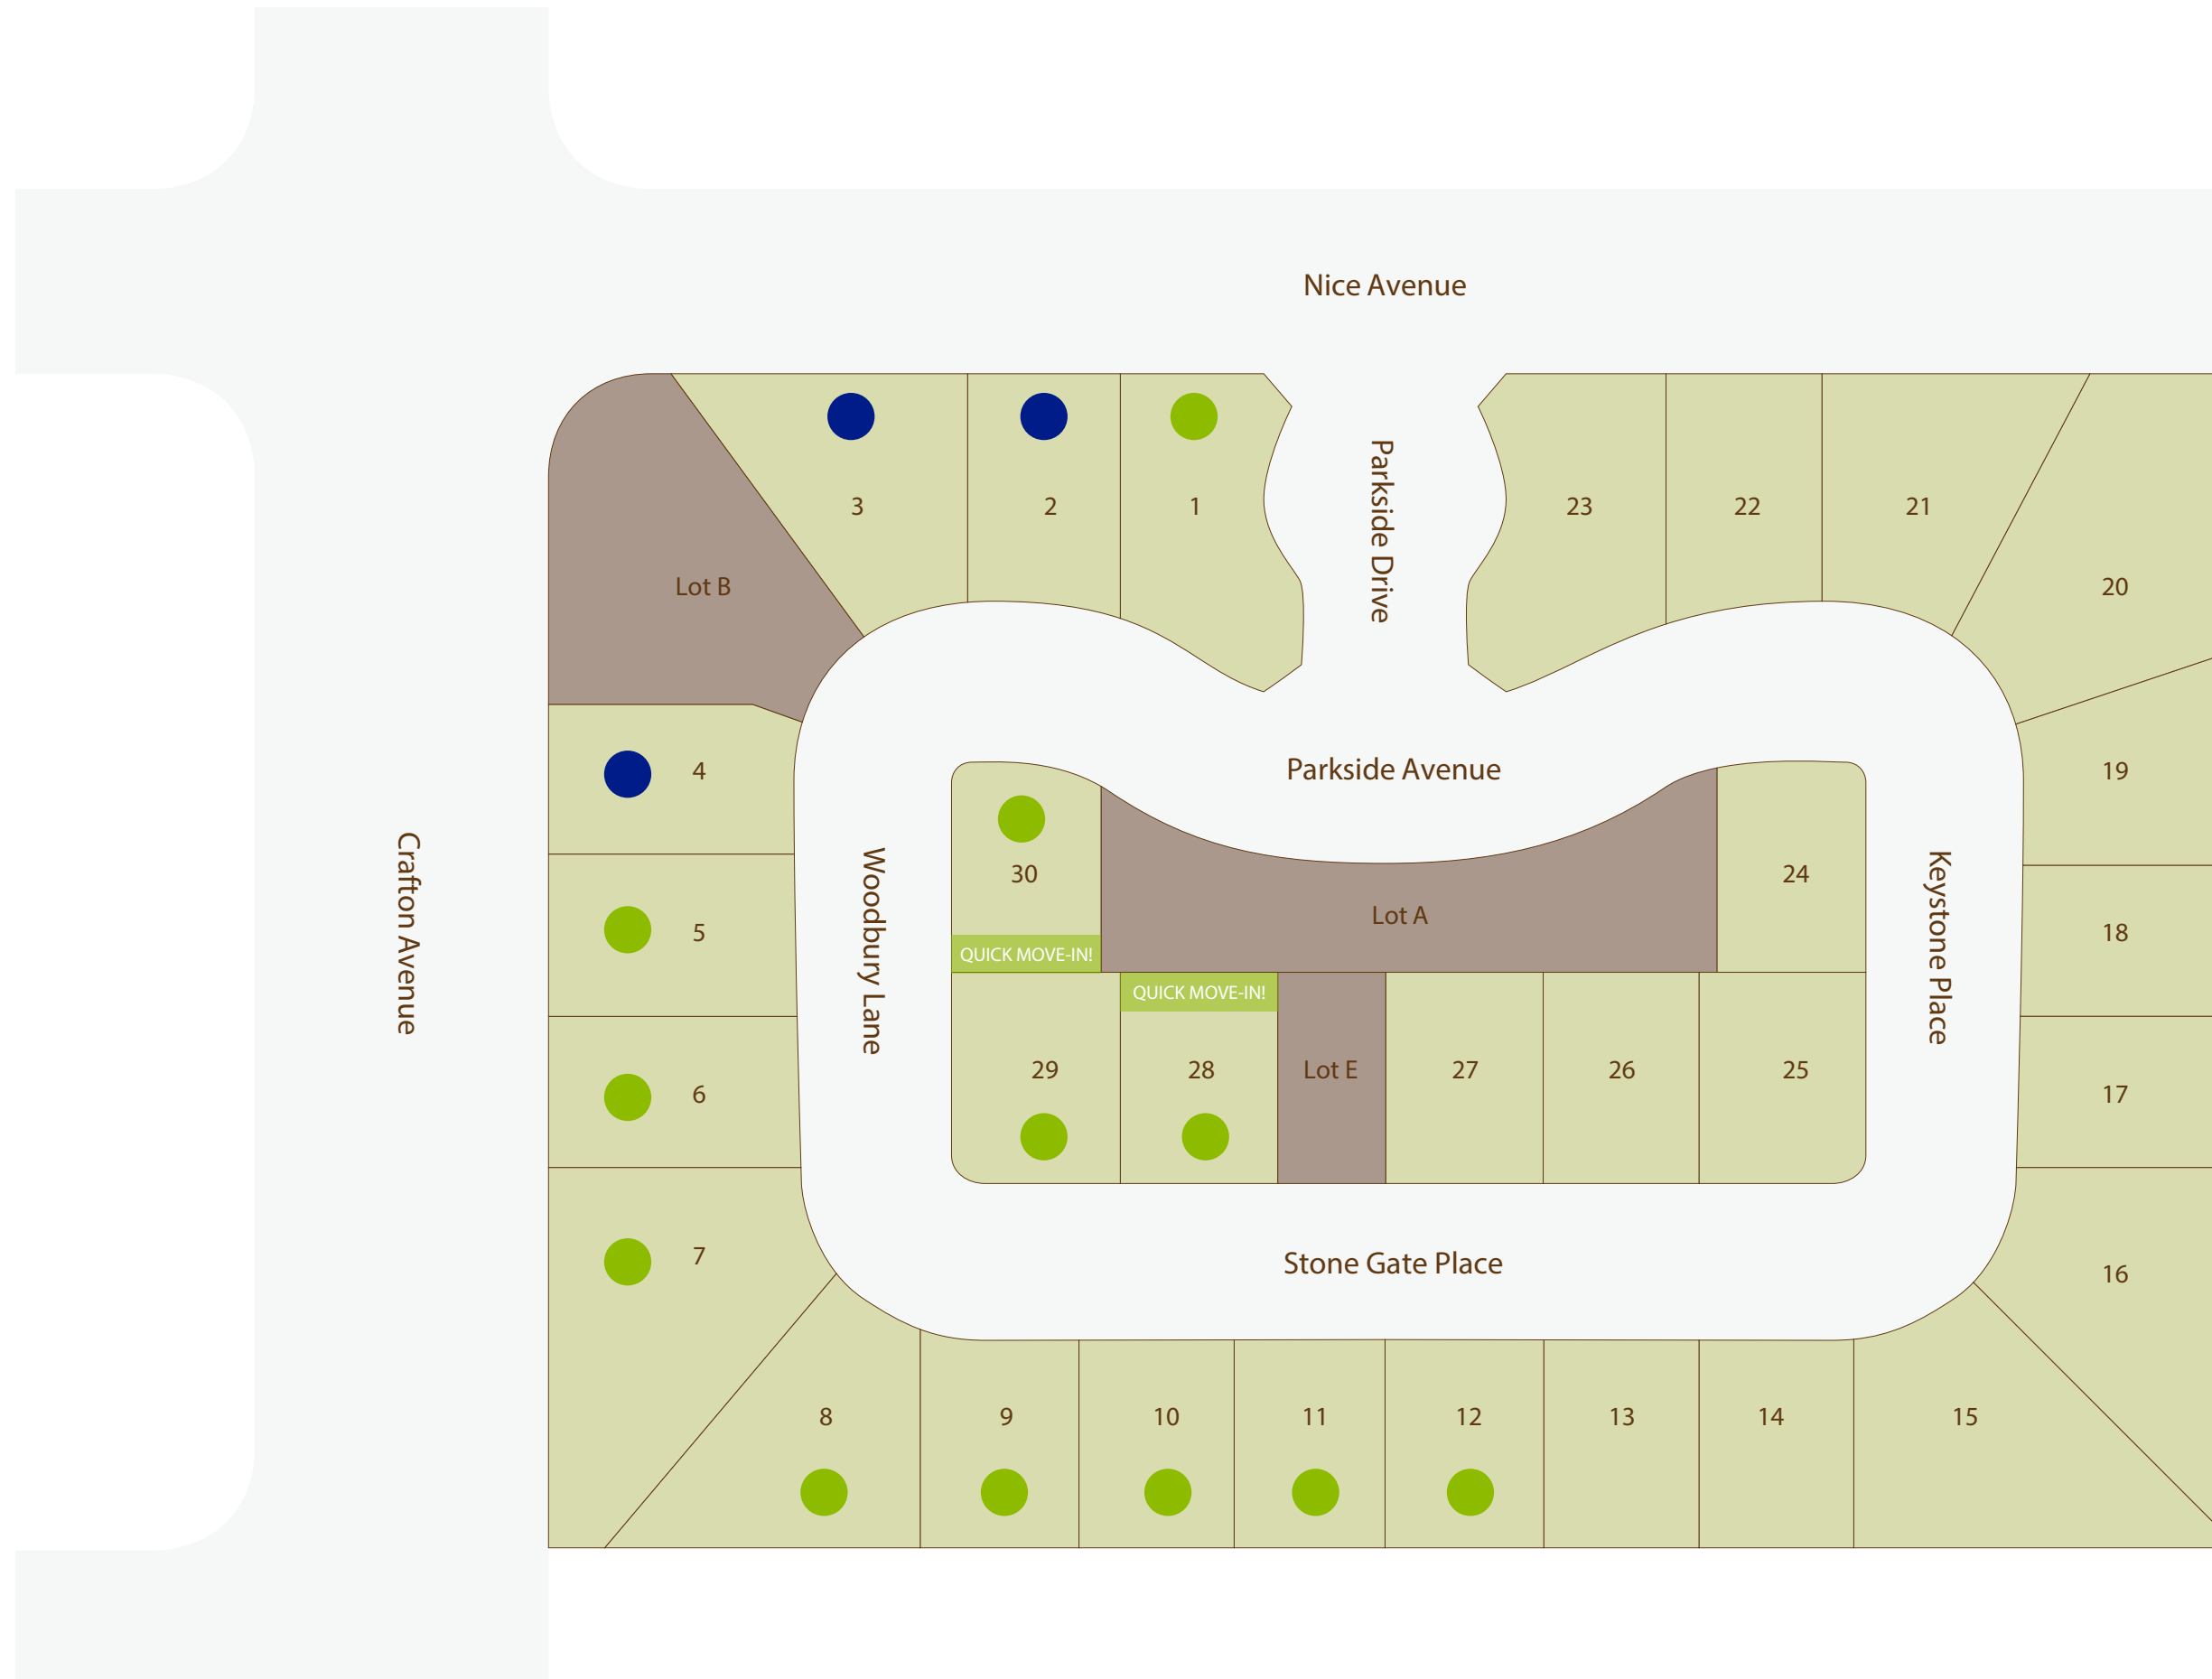 Nice Avenue
Parkside Drive
3
2
1
23
22
21
Lot B
20
4
Parkside Avenue
19
Crafton Avenue
Woodbury Lane
Keystone Place
30
24
Lot A
5
18
QUICK MOVE-IN!
QUICK MOVE-IN!
29
28
Lot E
27
26
25
6
17
7
Stone Gate Place
16
8
9
10
11
12
13
14
15